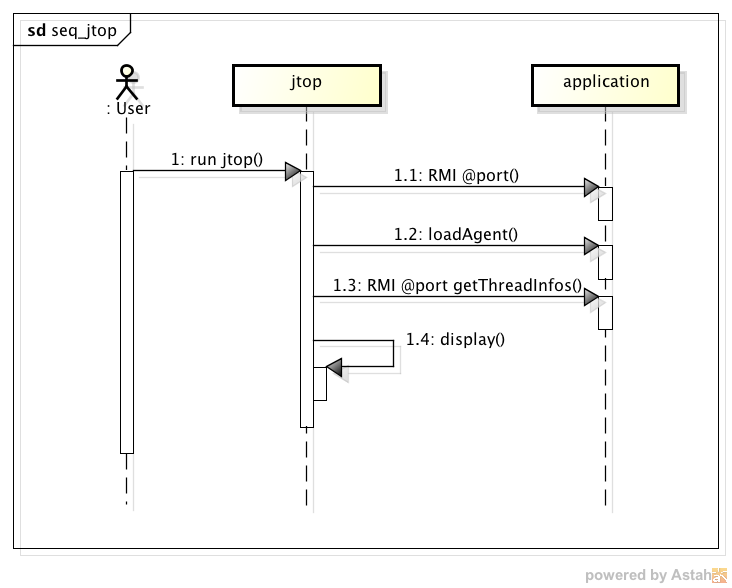 sd seq_jtop
jtop
application
: User
1: run jtop()
1.1: RMI @port()
1.2: loadAgent()
1.3: RMI @port getThreadInfos()
1.4: display()
powered by Astah